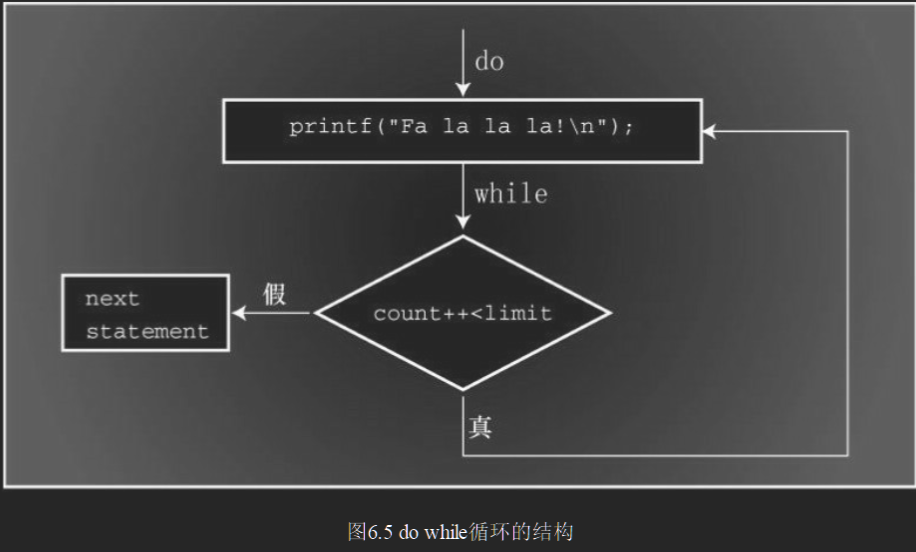 do
printf("Fa la la la!\n");
while
count++<limit
假
next
statement
真
图6.5 do while循环的结构